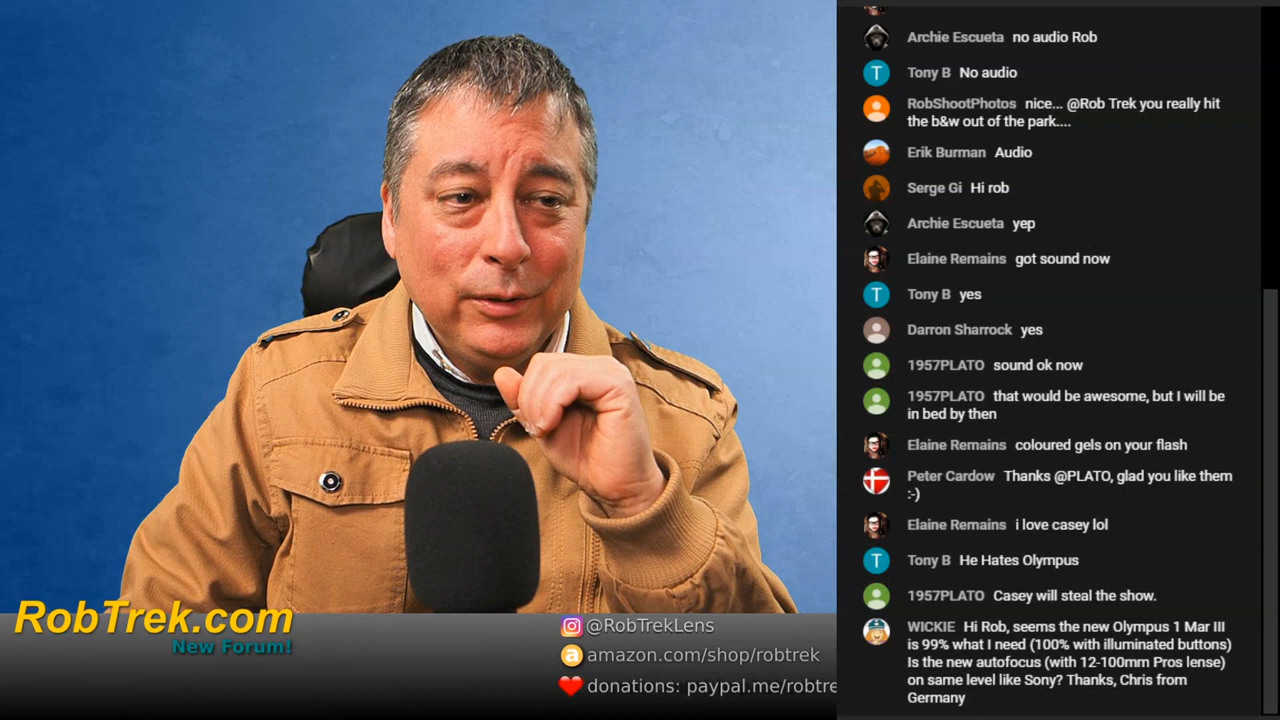 Archie Escueta no audio Rob
T Tony B No audio
RobShootPhotos nice... @Rob Trek you really hit
the b&w out of the park....
Erik Burman Audio
Serge Gi Hi rob
Archie Escueta yep
Elaine Remains got sound now
T Tony B yes
Darron Sharrock yes
1957PLATO sound ok now
1957PLATO that would be awesome, but I will be
in bed by then
Elaine Remains coloured gels on your flash
Peter Cardow Thanks @PLATO, glad you like them
:-)
Elaine Remains i love casey lol
T Tony B He Hates Olympus
1957PLATO Casey will steal the show.
WICKIE Hi Rob, seems the new Olympus 1 Mar III
is 99% what I need (100% with illuminated buttons)
Is the new autofocus (with 12-100mm Pros lense)
on same level like Sony? Thanks, Chris from
Germany
RobTrek.com
New Forum!
@RobTrekLens
a amazon.com/shop/robtrek
donations: paypal.me/robtre